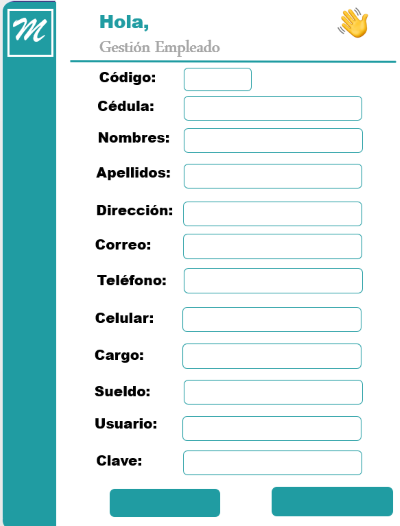 M
Hola,
Gestión Empleado
Código:
Cédula:
Nombres:
Apellidos:
Dirección:
Correo:
Teléfono:
Celular:
Cargo:
Sueldo:
Usuario:
Clave: